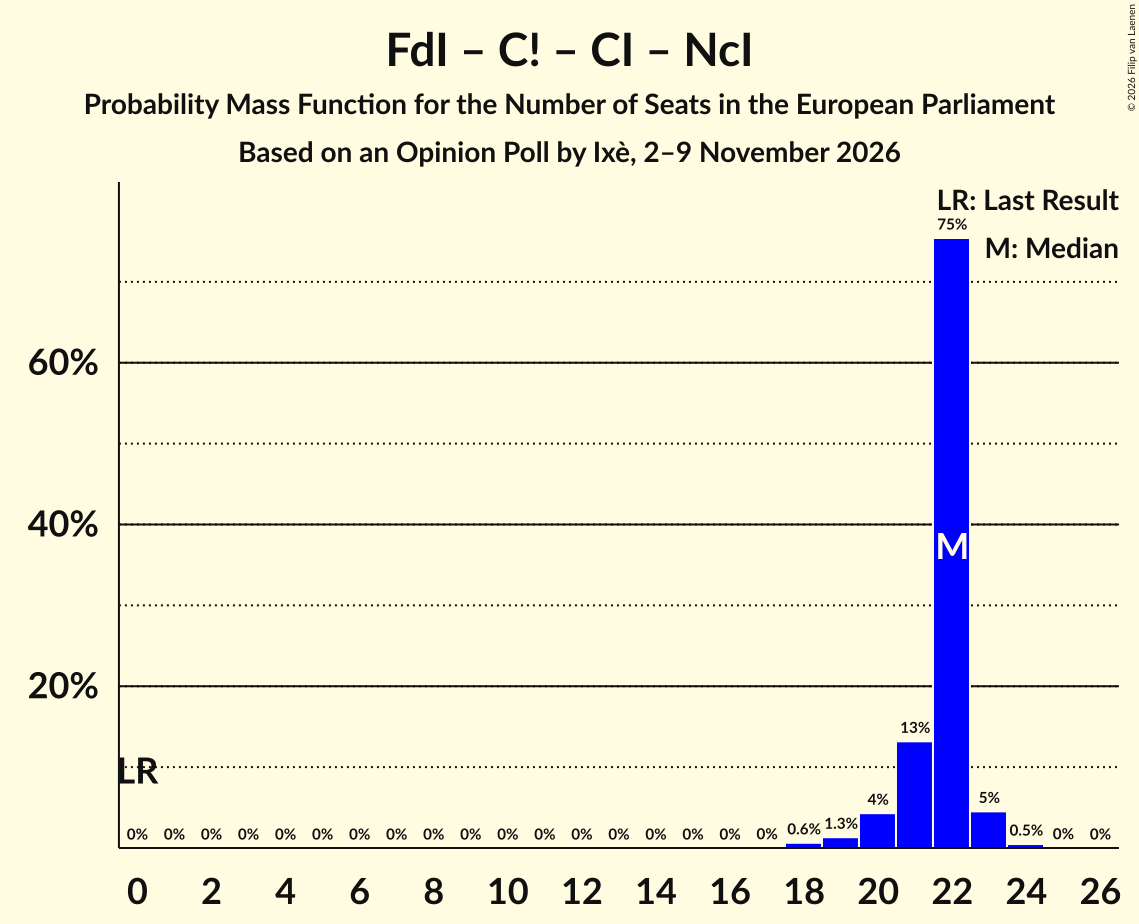 FdI – C! – CI – NcI
Probability Mass Function for the Number of Seats in the European Parliament
Based on an Opinion Poll by Ixè, 2–9 November 2026
© 2026 Filip van Laenen
LR: Last Result
M: Median
75%
60%
40%
M
20%
13%
LR
0% 0% 0% 0% 0% 0% 0% 0% 0% 0% 0% 0% 0% 0% 0% 0% 0% 0% 0.6% 1.3% 4% 5% 0.5% 0% 0%
0 2 4 6 8 10 12 14 16 18 20 22 24 26